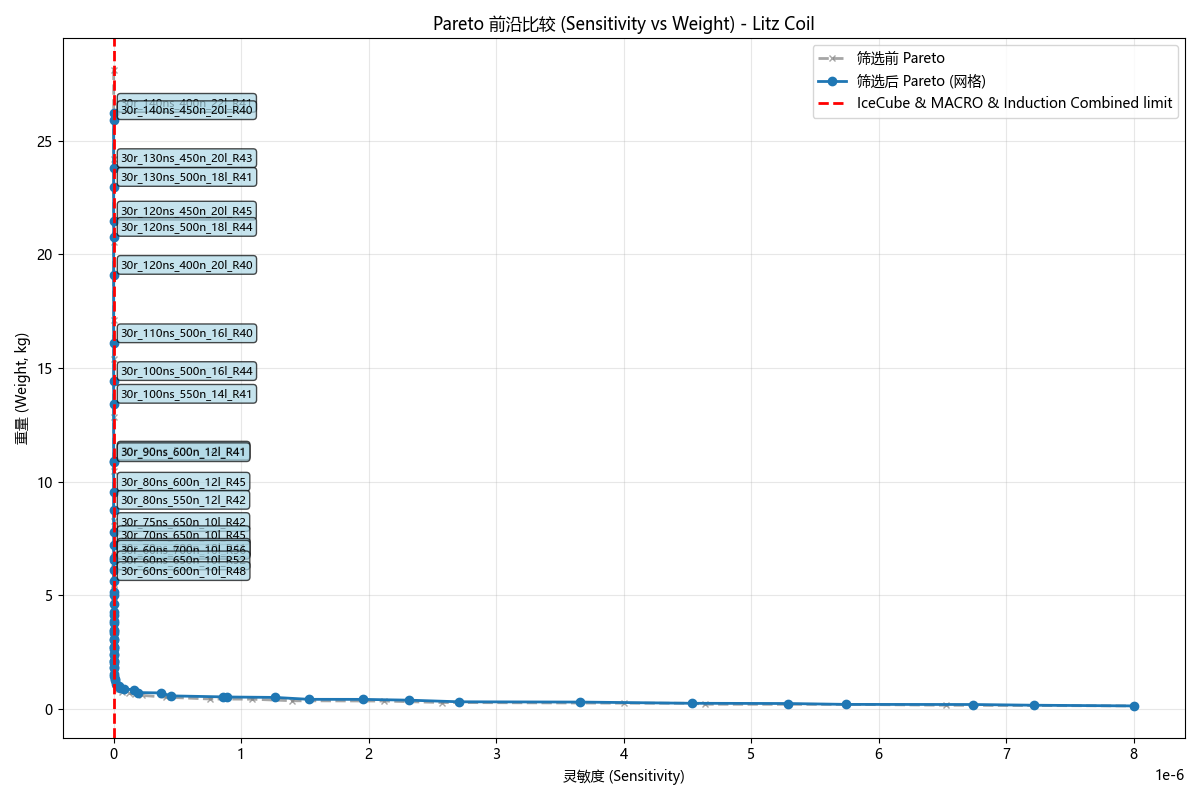 Pareto 前沿比较 (Sensitivity vs Weight) - Litz Coil
筛选前 Pareto
筛选后 Pareto (网格)
IceCube & MACRO & Induction Combined limit
30r_140ns_400n_22l_R41
30r_140ns_450n_20l_R40
30r_130ns_450n_20l_R43
30r_130ns_500n_18l_R41
30r_120ns_450n_20l_R45
30r_120ns_500n_18l_R44
30r_120ns_400n_20l_R40
30r_110ns_500n_16l_R40
30r_100ns_500n_16l_R44
30r_100ns_550n_14l_R41
30r_90ns_600n_12l_R41
30r_80ns_600n_12l_R45
30r_80ns_550n_12l_R42
30r_75ns_650n_10l_R42
30r_70ns_650n_10l_R45
30r_60ns_700n_10l_R56
30r_60ns_650n_10l_R52
30r_60ns_600n_10l_R48
重量 (Weight, kg)
25
20
15
10
5
0
0 1 2 3 4 5 6 7 8
1e-6
灵敏度 (Sensitivity)